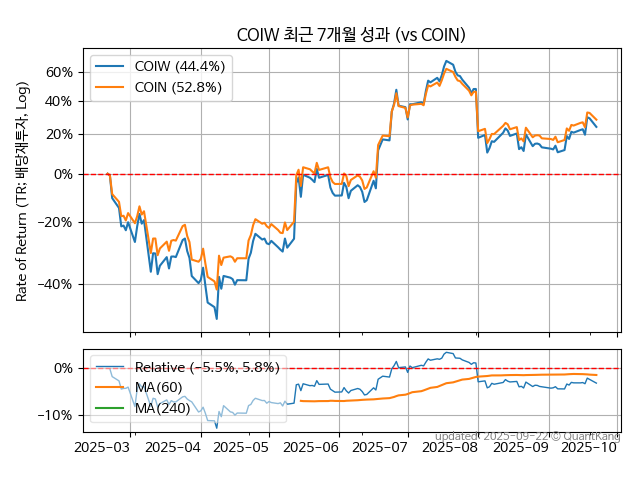 COIW 최근 7개월 성과 (vs COIN)
Rate of Return (TR: 배당재투자, Log)
COIW (44.4%)
COIN (52.8%)
60%
40%
20%
0%
−20%
−40%
Relative (−5.5%, 5.8%)
MA(60)
MA(240)
0%
−10%
updated: 2025-09-22 © QuantKang
2025-03 2025-04 2025-05 2025-06 2025-07 2025-08 2025-09 2025-10